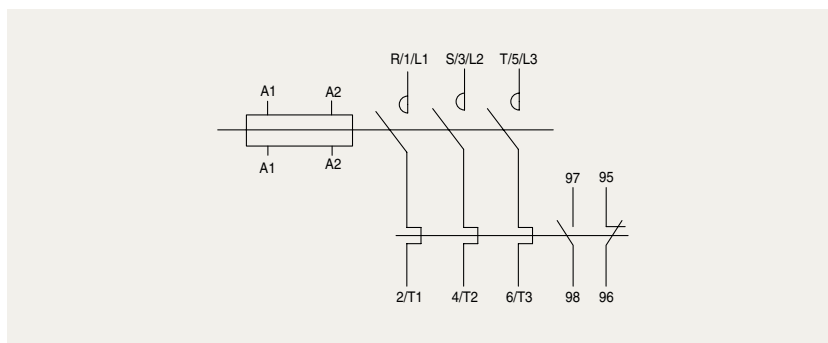 R/1/L1 S/3/L2 T/5/L3
A1 A2
A1 A2
97 95
2/T1 4/T2 6/T3 98 96